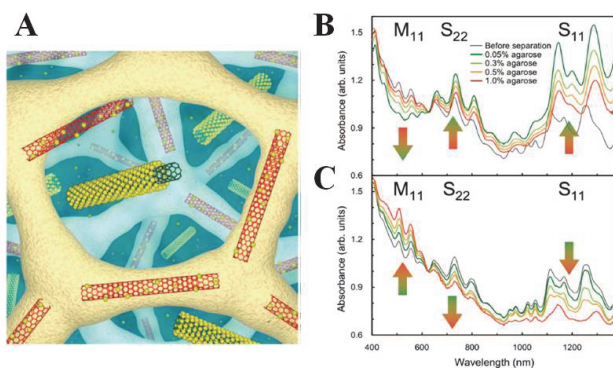 A
B
M11 S22 S11
Before separation
0.05% agarose
0.3% agarose
0.5% agarose
1.0% agarose
Absorbance (arb. units)
1.5
1.2
0.9
0.6
C
M11 S22 S11
Absorbance (arb. units)
1.5
1.2
0.9
0.6
400 600 800 1000 1200
Wavelength (nm)